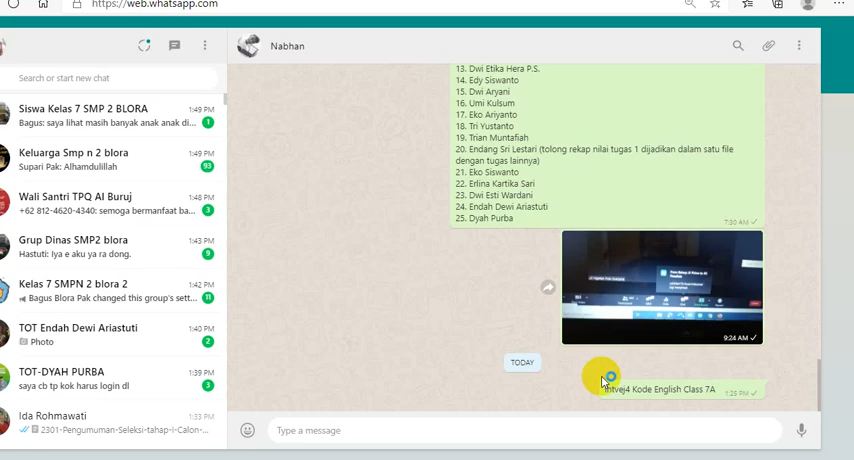 https://web.whatsapp.com
Nabhan
Search or start new chat
Siswa Kelas 7 SMP 2 BLORA 1:49 PM
Bagus: saya lihat masih banyak anak anak di... 1
Keluarga Smp n 2 blora 1:49 PM
Supari Pak: Alhamdulillah 93
Wali Santri TPQ Al Buruj 1:48 PM
+62 812-4620-4340: semoga bermanfaat ba... 3
Grup Dinas SMP2 blora 1:43 PM
Hastuti: Iya e aku ya ra dong. 9
Kelas 7 SMPN 2 blora 2 1:42 PM
Bagus Blora Pak changed this group's sett... 11
TOT Endah Dewi Ariastuti 1:40 PM
Photo 2
TOT-DYAH PURBA 1:39 PM
saya cb tp kok harus login dl 3
Ida Rohmawati 1:33 PM
2301-Pengumuman-Seleksi-tahap-I-Calon-...
13. Dwi Etika Hera P.S.
14. Edy Siswanto
15. Dwi Aryani
16. Umi Kulsum
17. Eko Ariyanto
18. Tri Yustanto
19. Trian Muntafiah
20. Endang Sri Lestari (tolong rekap nilai tugas 1 dijadikan dalam satu file
dengan tugas lainnya)
21. Eko Siswanto
22. Erlina Kartika Sari
23. Dwi Esti Wardani
24. Endah Dewi Ariastuti
25. Dyah Purba
7:30 AM
9:24 AM
TODAY
Kode English Class 7A 1:25 PM
Type a message